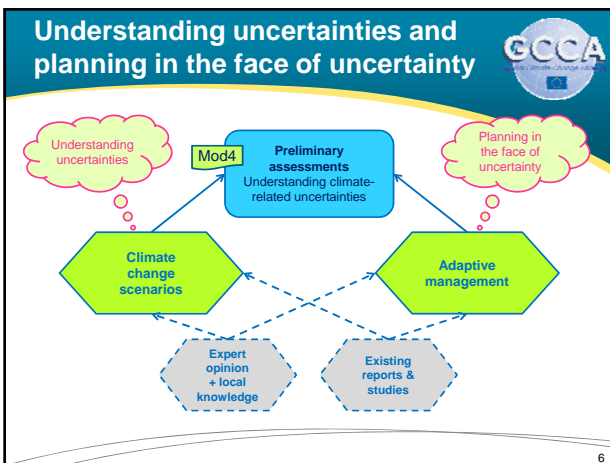 Understanding uncertainties and
planning in the face of uncertainty
GCCA
Understanding
uncertainties
Mod4
Preliminary
assessments
Understanding climate-
related uncertainties
Planning in
the face of
uncertainty
Climate
change
scenarios
Adaptive
management
Expert
opinion
+ local
knowledge
Existing
reports &
studies
6